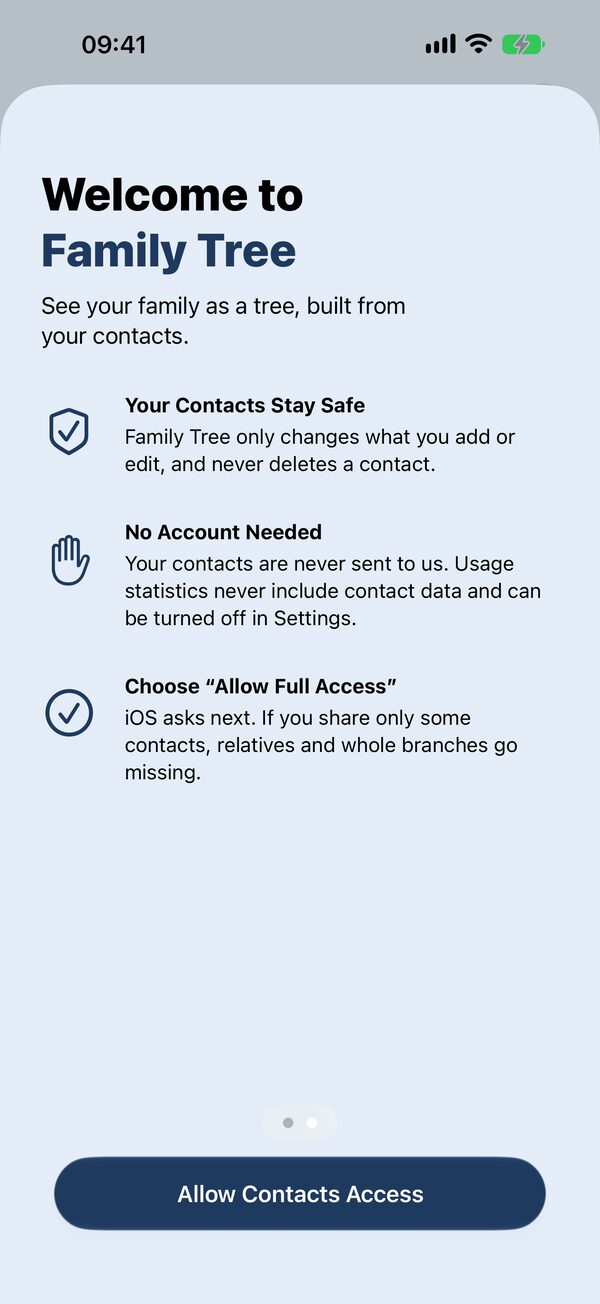 09:41
Welcome to
Family Tree
See your family as a tree, built from
your contacts.
Your Contacts Stay Safe
Family Tree only changes what you add or
edit, and never deletes a contact.
No Account Needed
Your contacts are never sent to us. Usage
statistics never include contact data and can
be turned off in Settings.
Choose “Allow Full Access”
iOS asks next. If you share only some
contacts, relatives and whole branches go
missing.
Allow Contacts Access